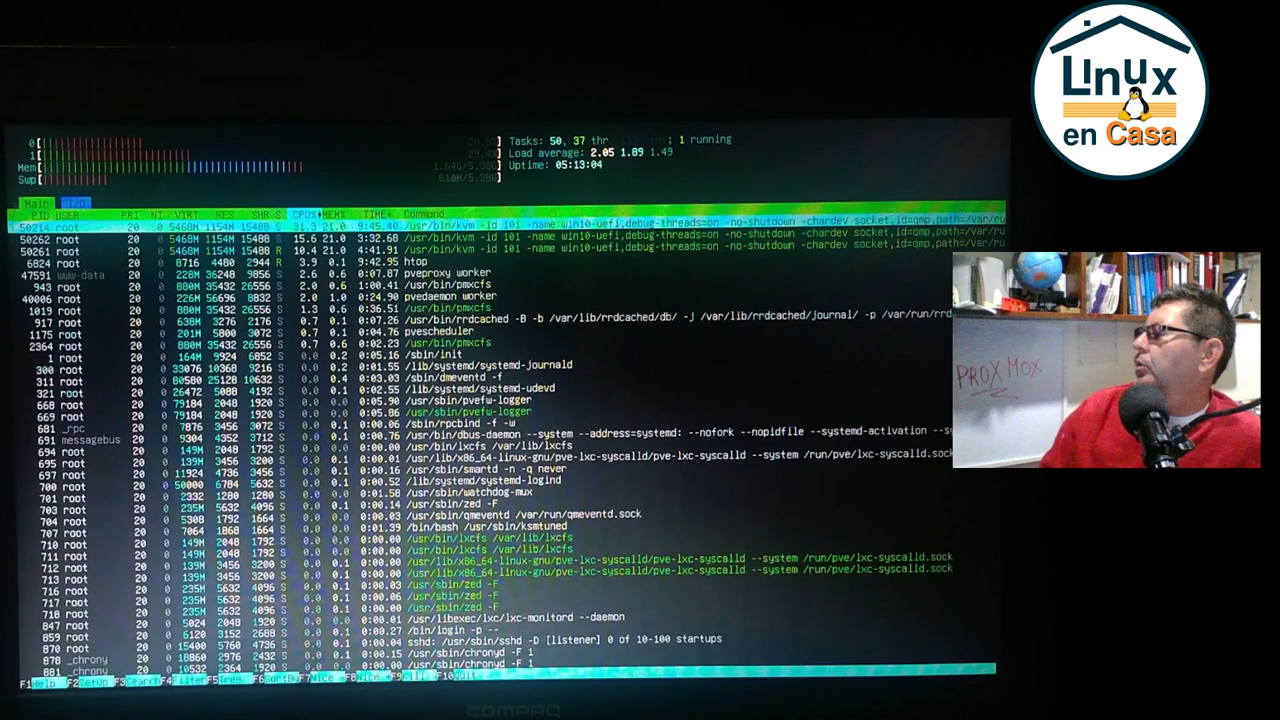 Linux
en Casa
0[ ]
1[ ] Tasks: 50, 37 thr ; 1 running
Mem[ 1.64G/5.38G] Load average: 2.05 1.89 1.49
Swp[ 610M/5.38G] Uptime: 05:13:04
Main I/O
PID USER PRI NI VIRT RES SHR S CPU% MEM% TIME+ Command
50214 root 20 0 5468M 1154M 15488 S 31.3 21.0 9:45.40 /usr/bin/kvm -id 101 -name win10-uefi,debug-threads=on -no-shutdown -chardev socket,id=qmp,path=/var/ru
50262 root 20 0 5468M 1154M 15488 S 15.6 21.0 3:32.68 /usr/bin/kvm -id 101 -name win10-uefi,debug-threads=on -no-shutdown -chardev socket,id=qmp,path=/var/ru
50261 root 20 0 5468M 1154M 15488 R 10.4 21.0 4:41.91 /usr/bin/kvm -id 101 -name win10-uefi,debug-threads=on -no-shutdown -chardev socket,id=qmp,path=/var/ru
6824 root 20 0 8716 4480 2944 R 3.9 0.1 9:42.95 htop
47591 www-data 20 0 228M 36248 9856 S 2.6 0.6 0:07.87 pveproxy worker
943 root 20 0 880M 35432 26556 S 2.0 0.6 1:00.41 /usr/bin/pmxcfs
40006 root 20 0 226M 56696 8832 S 2.0 1.0 0:24.90 pvedaemon worker
1019 root 20 0 880M 35432 26556 S 1.3 0.6 0:36.51 /usr/bin/pmxcfs
917 root 20 0 638M 3276 2176 S 0.7 0.1 0:07.26 /usr/bin/rrdcached -B -b /var/lib/rrdcached/db/ -j /var/lib/rrdcached/journal/ -p /var/run/rrd
1175 root 20 0 201M 5800 3072 S 0.7 0.1 0:04.76 pvescheduler
2364 root 20 0 880M 35432 26556 S 0.7 0.6 0:02.23 /usr/bin/pmxcfs
1 root 20 0 164M 9924 6852 S 0.0 0.2 0:05.16 /sbin/init
300 root 20 0 33076 10368 9216 S 0.0 0.2 0:01.55 /lib/systemd/systemd-journald
311 root 20 0 80580 25128 10632 S 0.0 0.4 0:03.03 /sbin/dmeventd -f
321 root 20 0 26472 5088 4192 S 0.0 0.1 0:02.55 /lib/systemd/systemd-udevd
668 root 20 0 79184 2048 1920 S 0.0 0.0 0:05.90 /usr/sbin/pvefw-logger
669 root 20 0 79184 2048 1920 S 0.0 0.0 0:05.86 /usr/sbin/pvefw-logger
681 _rpc 20 0 7876 3456 3072 S 0.0 0.1 0:00.06 /sbin/rpcbind -f -w
691 messagebus 20 0 9304 4352 3712 S 0.0 0.1 0:00.76 /usr/bin/dbus-daemon --system --address=systemd: --nofork --nopidfile --systemd-activation --sy
694 root 20 0 149M 2048 1792 S 0.0 0.0 0:00.00 /usr/bin/lxcfs /var/lib/lxcfs
695 root 20 0 139M 3456 3200 S 0.0 0.1 0:00.01 /usr/lib/x86_64-linux-gnu/pve-lxc-syscalld/pve-lxc-syscalld --system /run/pve/lxc-syscalld.sock
697 root 20 0 11924 4736 3456 S 0.0 0.1 0:00.16 /usr/sbin/smartd -n -q never
700 root 20 0 50000 6784 5632 S 0.0 0.1 0:00.52 /lib/systemd/systemd-logind
701 root 20 0 2332 1280 1280 S 0.0 0.0 0:01.58 /usr/sbin/watchdog-mux
703 root 20 0 235M 5632 4096 S 0.0 0.1 0:00.14 /usr/sbin/zed -F
704 root 20 0 5308 1792 1664 S 0.0 0.0 0:00.03 /usr/sbin/qmeventd /var/run/qmeventd.sock
707 root 20 0 7064 1868 1664 S 0.0 0.0 0:01.39 /bin/bash /usr/sbin/ksmtuned
710 root 20 0 149M 2048 1792 S 0.0 0.0 0:00.00 /usr/bin/lxcfs /var/lib/lxcfs
711 root 20 0 149M 2048 1792 S 0.0 0.0 0:00.00 /usr/bin/lxcfs /var/lib/lxcfs
712 root 20 0 139M 3456 3200 S 0.0 0.1 0:00.00 /usr/lib/x86_64-linux-gnu/pve-lxc-syscalld/pve-lxc-syscalld --system /run/pve/lxc-syscalld.sock
713 root 20 0 139M 3456 3200 S 0.0 0.1 0:00.00 /usr/lib/x86_64-linux-gnu/pve-lxc-syscalld/pve-lxc-syscalld --system /run/pve/lxc-syscalld.sock
716 root 20 0 235M 5632 4096 S 0.0 0.1 0:00.03 /usr/sbin/zed -F
717 root 20 0 235M 5632 4096 S 0.0 0.1 0:00.06 /usr/sbin/zed -F
718 root 20 0 235M 5632 4096 S 0.0 0.1 0:00.00 /usr/sbin/zed -F
847 root 20 0 5024 2048 1920 S 0.0 0.0 0:00.01 /usr/libexec/lxc/lxc-monitord --daemon
859 root 20 0 6120 3152 2688 S 0.0 0.1 0:00.27 /bin/login -p --
870 root 20 0 15400 5760 4736 S 0.0 0.1 0:00.04 sshd: /usr/sbin/sshd -D [listener] 0 of 10-100 startups
878 _chrony 20 0 18860 2976 2432 S 0.0 0.1 0:00.15 /usr/sbin/chronyd -F 1
881 _chrony 20 0 10532 2364 1920 S 0.0 0.0 0:00.00 /usr/sbin/chronyd -F 1
F1Help F2Setup F3Search F4Filter F5Tree F6SortBy F7Nice F8Nice F9Kill F10Quit
PROXMOX
COMPAQ